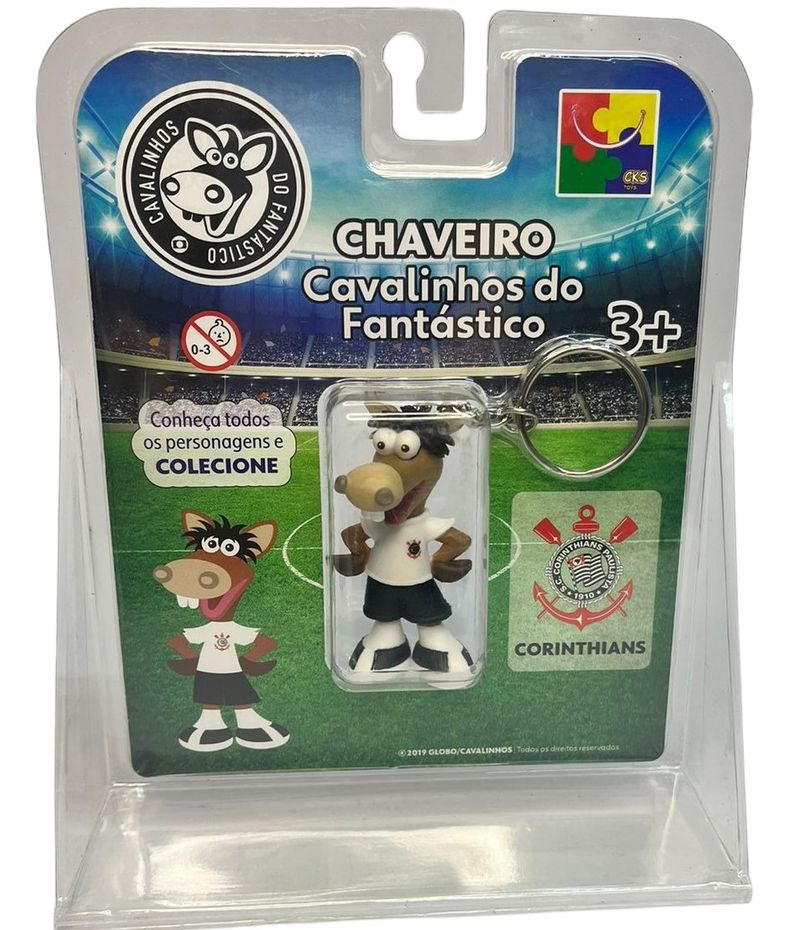 CAVALINHOS
DO FANTÁSTICO
CKS
TOYS
CHAVEIRO
Cavalinhos do
Fantástico
3+
0-3
Conheça todos
os personagens e
COLECIONE
S.C. CORINTHIANS PAULISTA
1910
CORINTHIANS
©2019 GLOBO/CAVALINHOS | Todos os direitos reservados